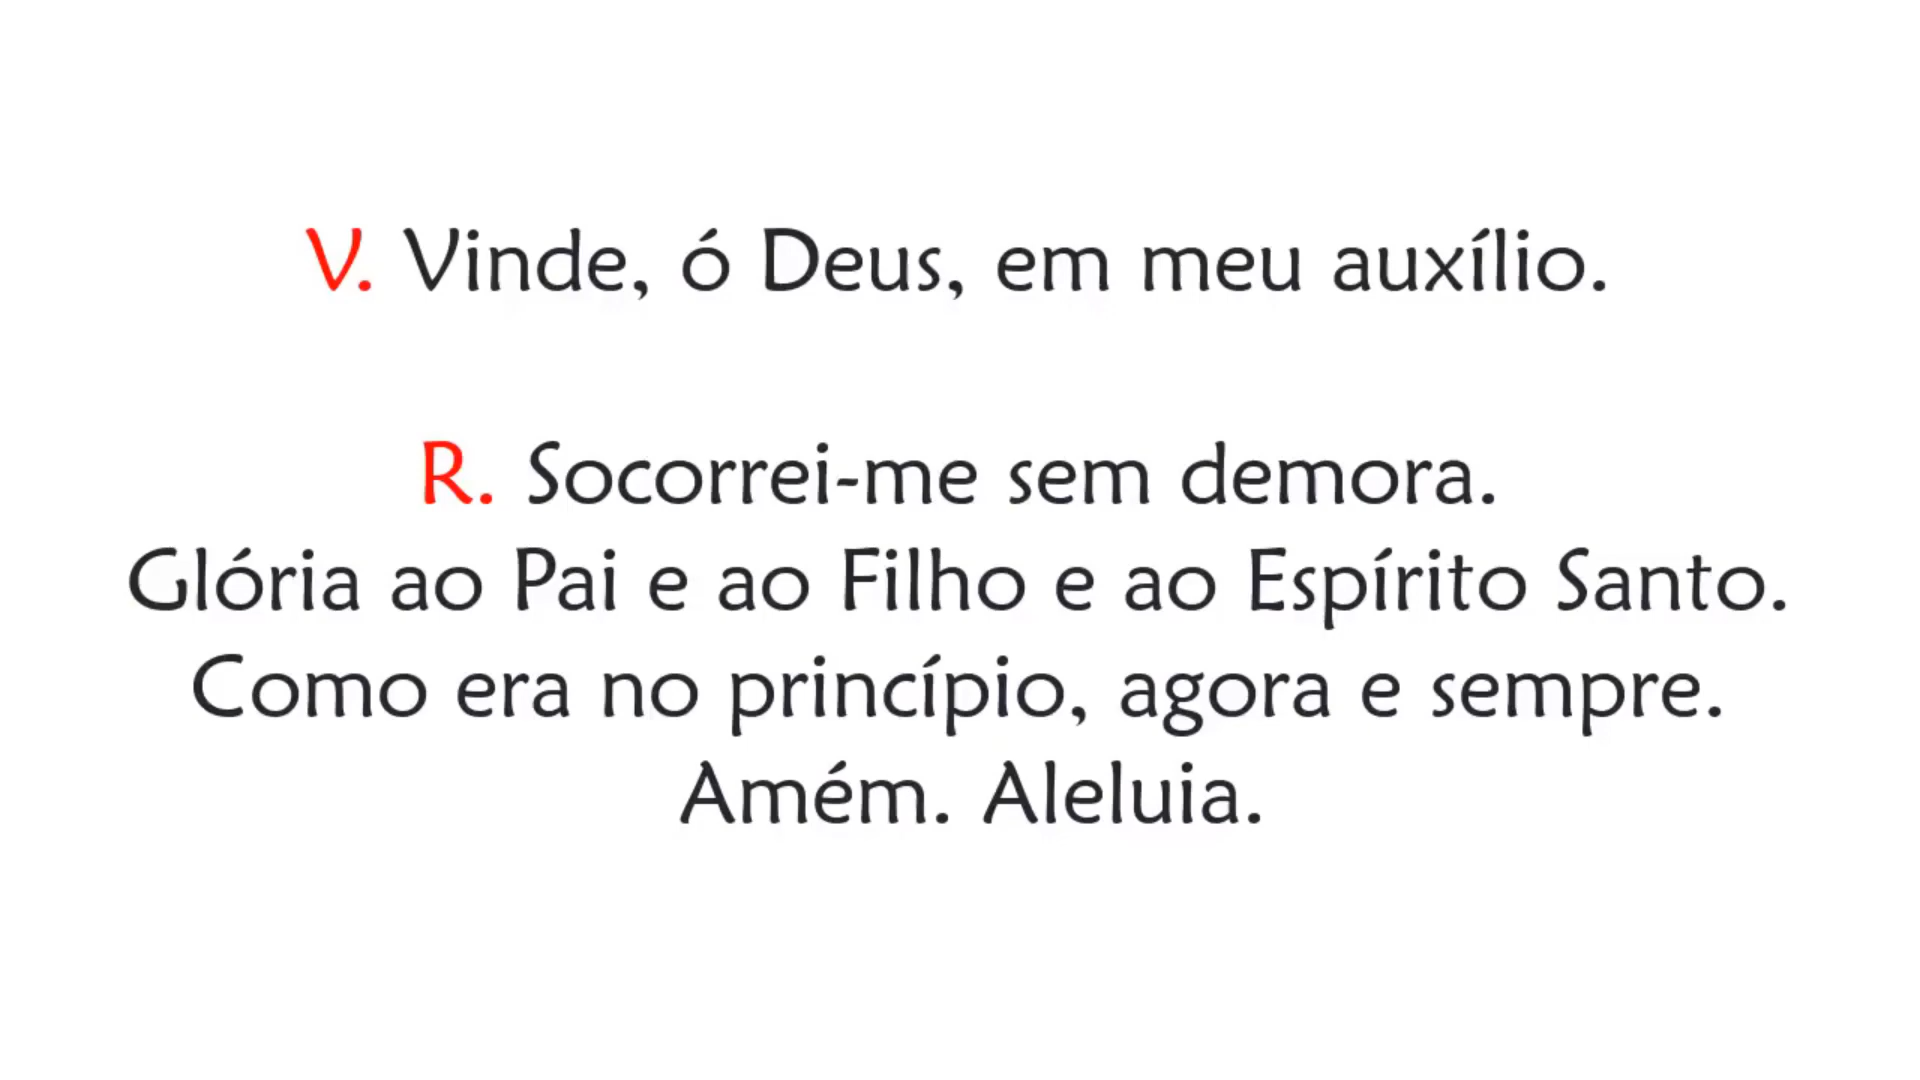 V. Vinde, ó Deus, em meu auxílio.
R. Socorrei-me sem demora.
Glória ao Pai e ao Filho e ao Espírito Santo.
Como era no princípio, agora e sempre.
Amém. Aleluia.